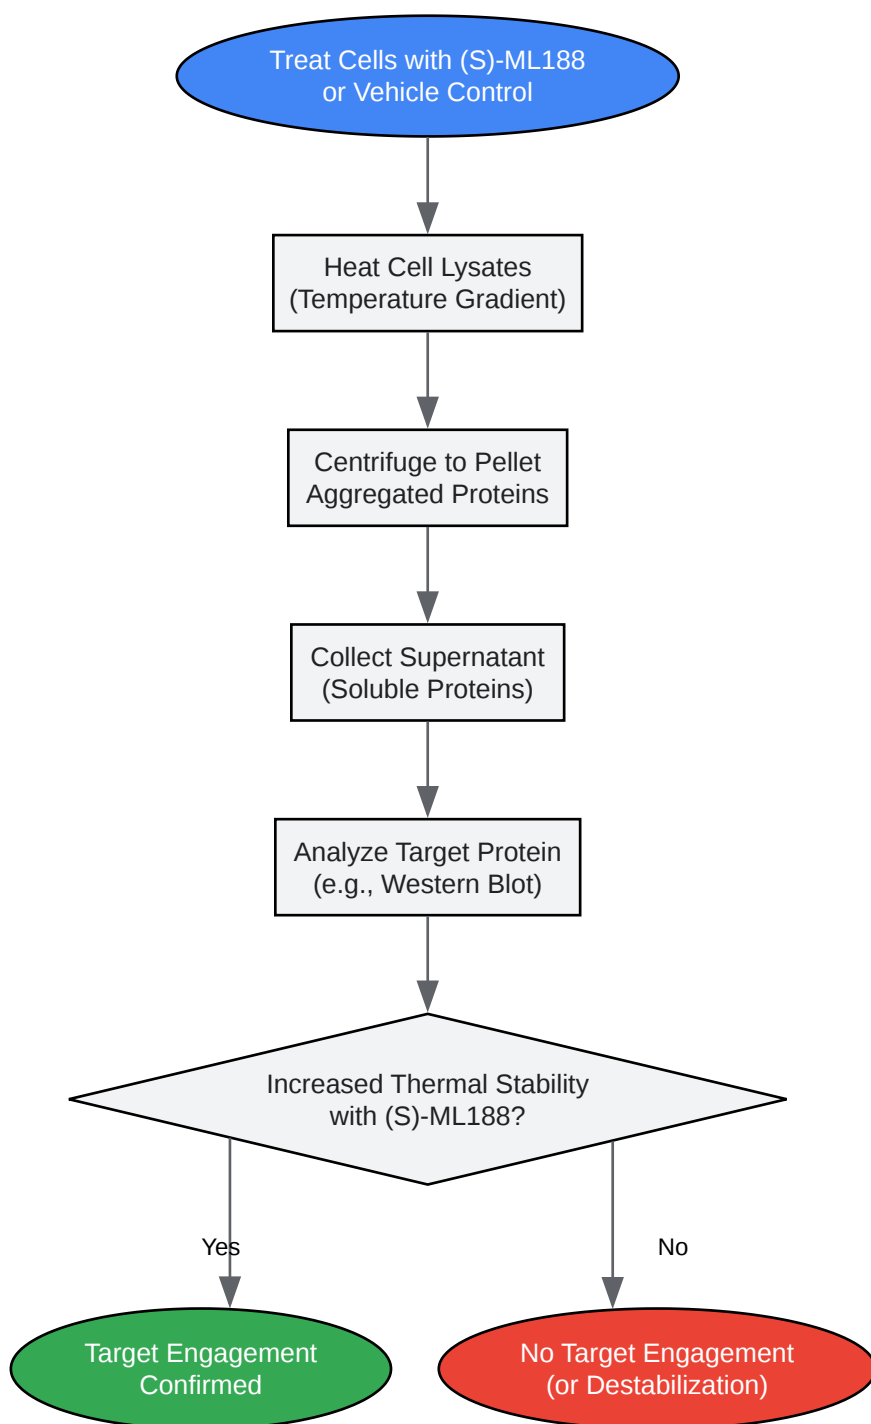 Treat Cells with (S)-ML188
or Vehicle Control
Heat Cell Lysates
(Temperature Gradient)
Centrifuge to Pellet
Aggregated Proteins
Collect Supernatant
(Soluble Proteins)
Analyze Target Protein
(e.g., Western Blot)
Increased Thermal Stability
with (S)-ML188?
Yes
No
Target Engagement
Confirmed
No Target Engagement
(or Destabilization)